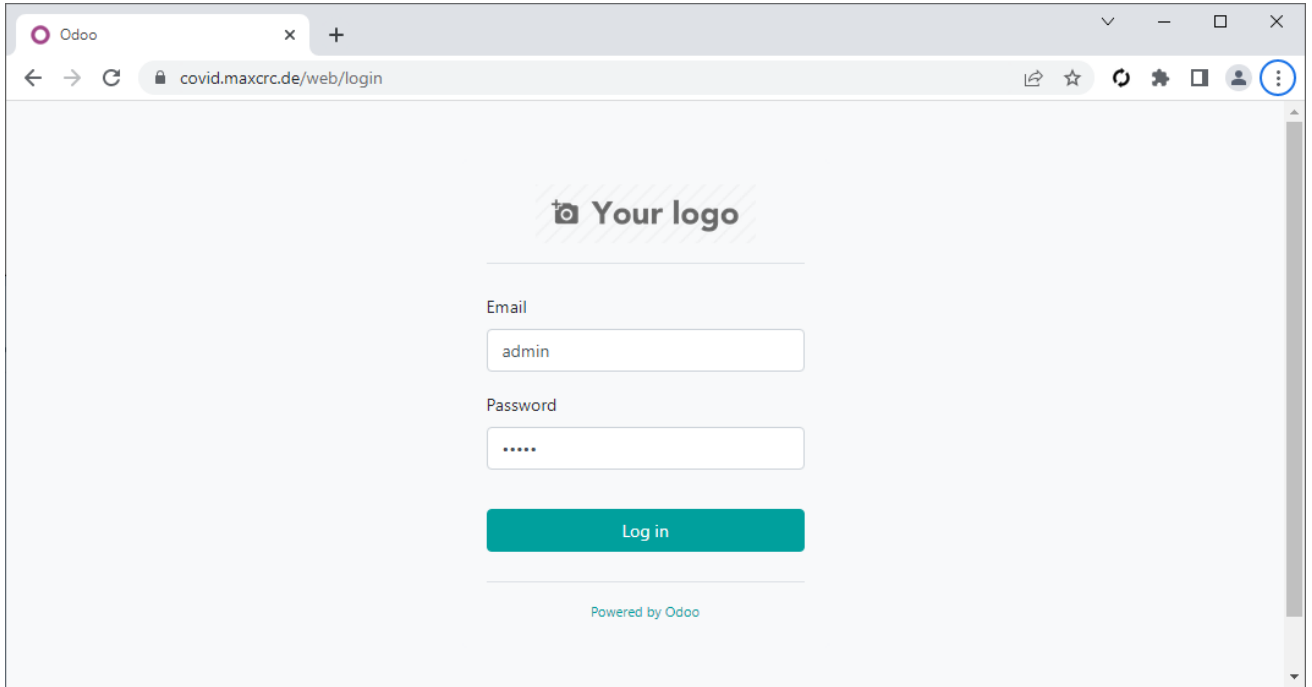 Odoo
covid.maxcrc.de/web/login
Your logo
Email
admin
Password
•••••
Log in
Powered by Odoo